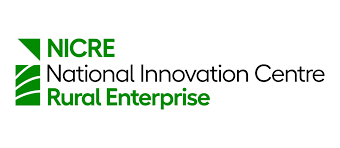 NICRE
National Innovation Centre
Rural Enterprise